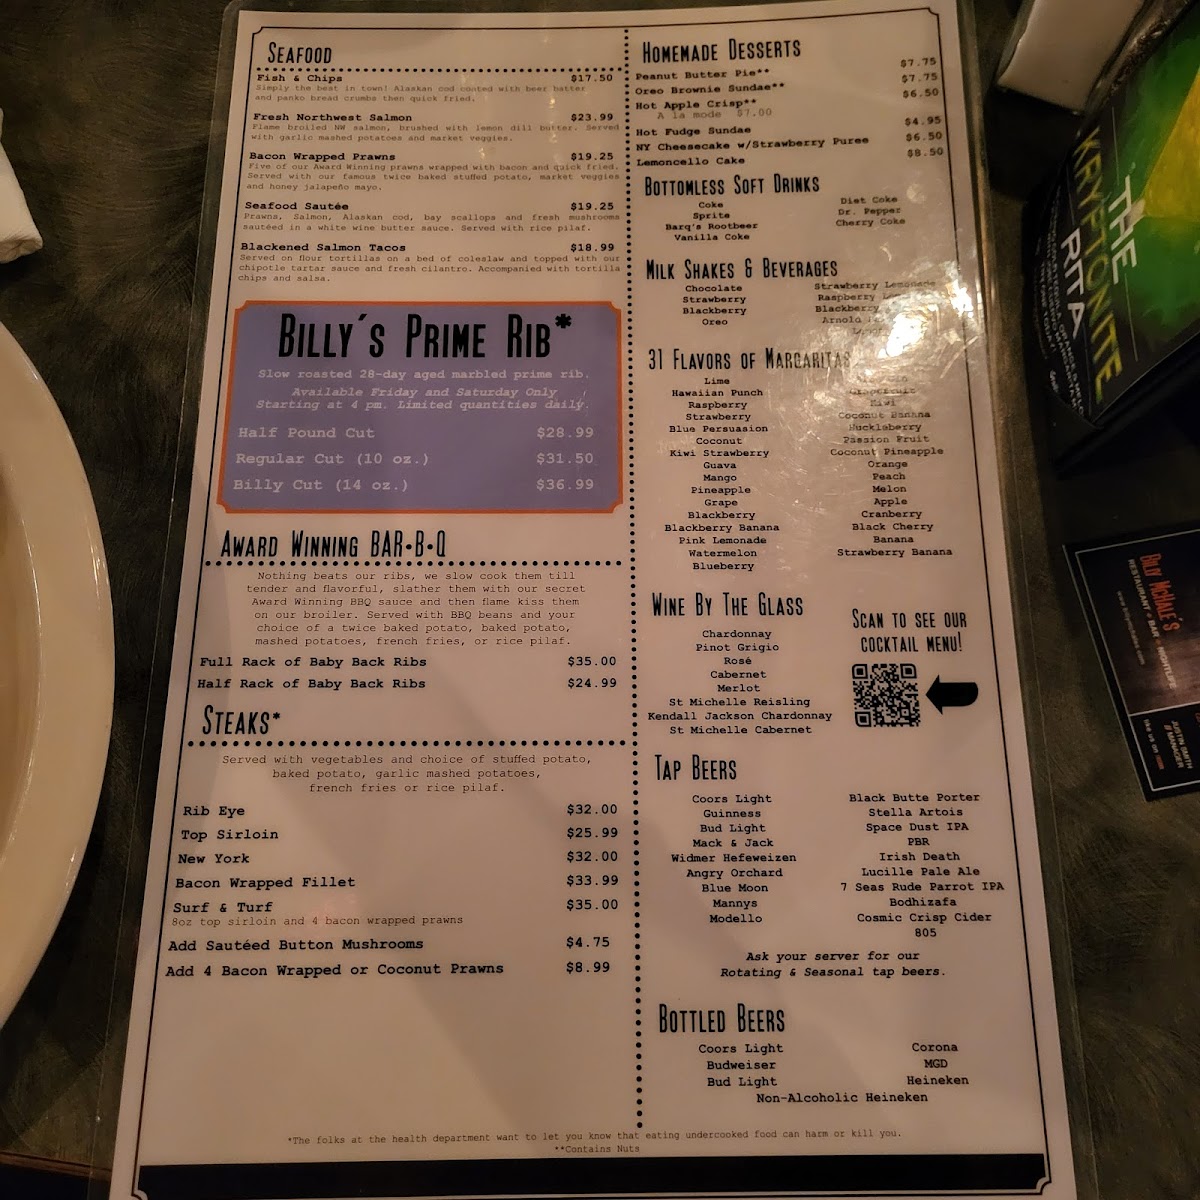 SEAFOOD
Fish & Chips $17.50
Simply the best in town! Alaskan cod coated with beer batter
and panko bread crumbs then quick fried.
Fresh Northwest Salmon $23.99
Flame broiled NW salmon, brushed with lemon dill butter. Served
with garlic mashed potatoes and market veggies.
Bacon Wrapped Prawns $19.25
Five of our Award Winning prawns wrapped with bacon and quick fried.
Served with our famous twice baked stuffed potato, market veggies
and honey jalapeño mayo.
Seafood Sautée $19.25
Prawns, Salmon, Alaskan cod, bay scallops and fresh mushrooms
sautéed in a white wine butter sauce. Served with rice pilaf.
Blackened Salmon Tacos $18.99
Served on flour tortillas on a bed of coleslaw and topped with our
chipotle tartar sauce and fresh cilantro. Accompanied with tortilla
chips and salsa.
BILLY'S PRIME RIB*
Slow roasted 28-day aged marbled prime rib.
Available Friday and Saturday Only
Starting at 4 pm. Limited quantities daily.
Half Pound Cut $28.99
Regular Cut (10 oz.) $31.50
Billy Cut (14 oz.) $36.99
AWARD WINNING BAR•B•Q
Nothing beats our ribs, we slow cook them till
tender and flavorful, slather them with our secret
Award Winning BBQ sauce and then flame kiss them
on our broiler. Served with BBQ beans and your
choice of a twice baked potato, baked potato,
mashed potatoes, french fries, or rice pilaf.
Full Rack of Baby Back Ribs $35.00
Half Rack of Baby Back Ribs $24.99
STEAKS*
Served with vegetables and choice of stuffed potato,
baked potato, garlic mashed potatoes,
french fries or rice pilaf.
Rib Eye $32.00
Top Sirloin $25.99
New York $32.00
Bacon Wrapped Fillet $33.99
Surf & Turf $35.00
8oz top sirloin and 4 bacon wrapped prawns
Add Sautéed Button Mushrooms $4.75
Add 4 Bacon Wrapped or Coconut Prawns $8.99
HOMEMADE DESSERTS
Peanut Butter Pie** $7.75
Oreo Brownie Sundae** $7.75
Hot Apple Crisp** $6.50
A la mode $7.00
Hot Fudge Sundae $4.95
NY Cheesecake w/Strawberry Puree $6.50
Lemoncello Cake $8.50
BOTTOMLESS SOFT DRINKS
Coke
Sprite
Barq's Rootbeer
Vanilla Coke
Diet Coke
Dr. Pepper
Cherry Coke
MILK SHAKES & BEVERAGES
Chocolate
Strawberry
Blackberry
Oreo
Strawberry Lemonade
Raspberry
Blackberry
Arnold
31 FLAVORS OF MARGARITAS
Lime
Hawaiian Punch
Raspberry
Strawberry
Blue Persuasion
Coconut
Kiwi Strawberry
Guava
Mango
Pineapple
Grape
Blackberry
Blackberry Banana
Pink Lemonade
Watermelon
Blueberry
Grapefruit
Kiwi
Coconut Banana
Huckleberry
Passion Fruit
Coconut Pineapple
Orange
Peach
Melon
Apple
Cranberry
Black Cherry
Banana
Strawberry Banana
WINE BY THE GLASS
Chardonnay
Pinot Grigio
Rosé
Cabernet
Merlot
St Michelle Reisling
Kendall Jackson Chardonnay
St Michelle Cabernet
SCAN TO SEE OUR
COCKTAIL MENU!
TAP BEERS
Coors Light
Guinness
Bud Light
Mack & Jack
Widmer Hefeweizen
Angry Orchard
Blue Moon
Mannys
Modello
Black Butte Porter
Stella Artois
Space Dust IPA
PBR
Irish Death
Lucille Pale Ale
7 Seas Rude Parrot IPA
Bodhizafa
Cosmic Crisp Cider
805
Ask your server for our
Rotating & Seasonal tap beers.
BOTTLED BEERS
Coors Light
Budweiser
Bud Light
Corona
MGD
Heineken
Non-Alcoholic Heineken
*The folks at the health department want to let you know that eating undercooked food can harm or kill you.
**Contains Nuts
THE
KRYPTONITE
RITA
BILLY McHALE'S
RESTAURANT BAR NIGHTLIFE
JUSTIN SMITH
// MANAGER